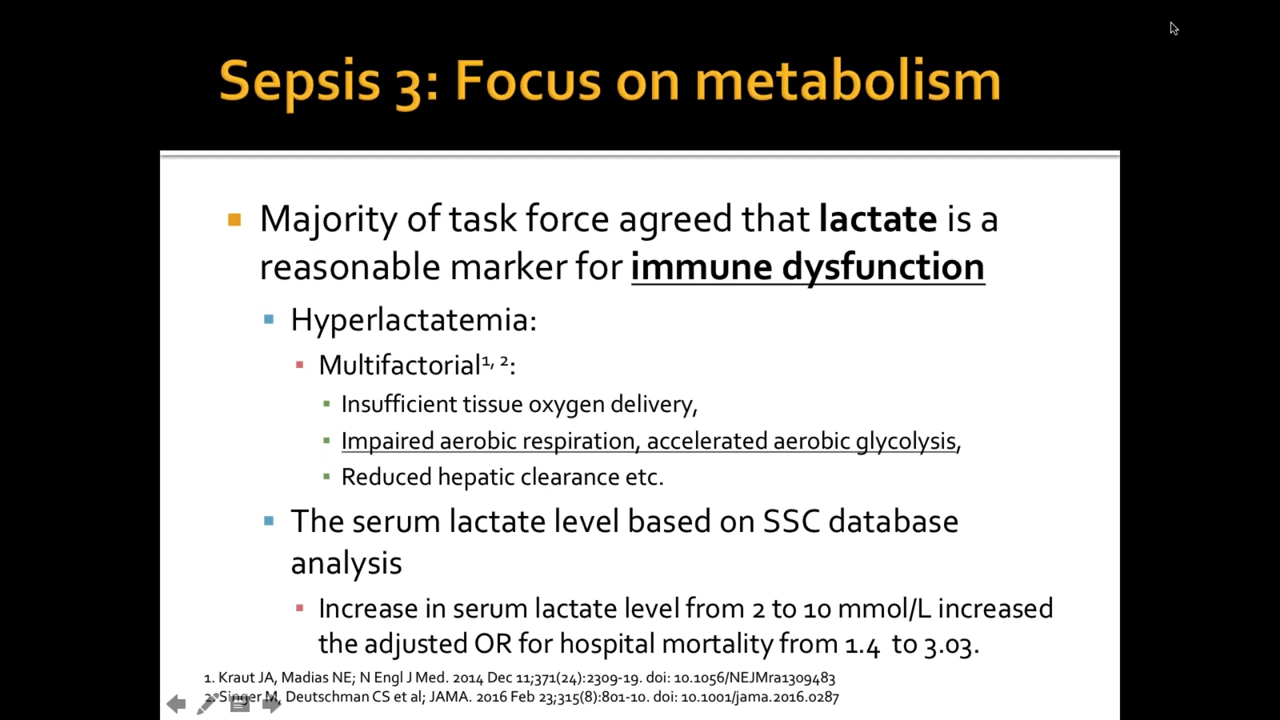 Sepsis 3: Focus on metabolism
Majority of task force agreed that lactate is a
reasonable marker for immune dysfunction
Hyperlactatemia:
Multifactorial1, 2:
Insufficient tissue oxygen delivery,
Impaired aerobic respiration, accelerated aerobic glycolysis,
Reduced hepatic clearance etc.
The serum lactate level based on SSC database
analysis
Increase in serum lactate level from 2 to 10 mmol/L increased
the adjusted OR for hospital mortality from 1.4 to 3.03.
1. Kraut JA, Madias NE; N Engl J Med. 2014 Dec 11;371(24):2309-19. doi: 10.1056/NEJMra1309483
2. Singer M, Deutschman CS et al; JAMA. 2016 Feb 23;315(8):801-10. doi: 10.1001/jama.2016.0287